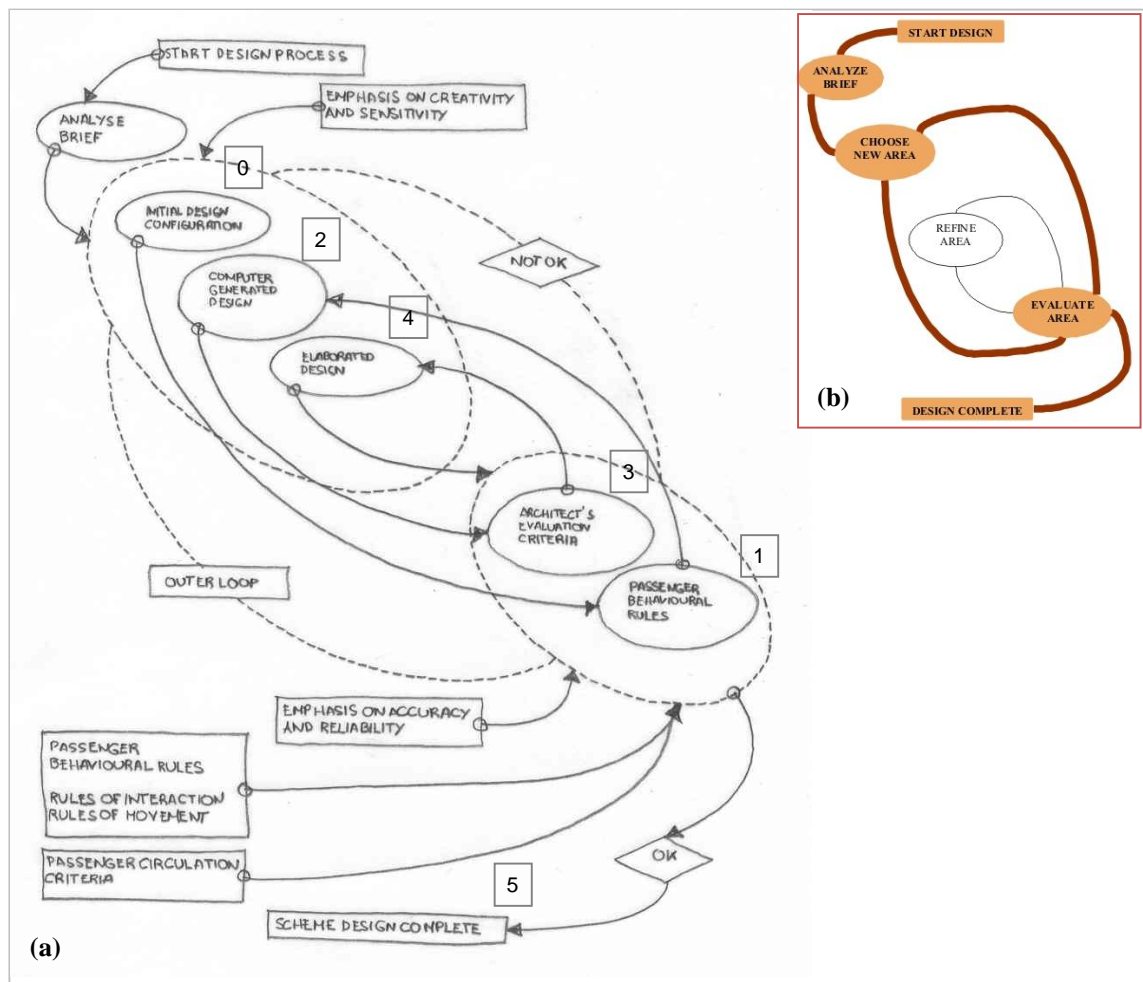 START DESIGN PROCESS
EMPHASIS ON CREATIVITY
AND SENSITIVITY
ANALYSE
BRIEF
0
INITIAL DESIGN
CONFIGURATION
2
NOT OK
COMPUTER
GENERATED
DESIGN
4
ELABORATED
DESIGN
3
ARCHITECT'S
EVALUATION
CRITERIA
1
OUTER LOOP
PASSENGER
BEHAVIOURAL
RULES
EMPHASIS ON ACCURACY
AND RELIABILITY
PASSENGER
BEHAVIOURAL RULES
RULES OF INTERACTION
RULES OF MOVEMENT
OK
PASSENGER CIRCULATION
CRITERIA
5
SCHEME DESIGN COMPLETE
(a)
START DESIGN
ANALYZE
BRIEF
CHOOSE
NEW AREA
REFINE
AREA
EVALUATE
AREA
(b)
DESIGN COMPLETE